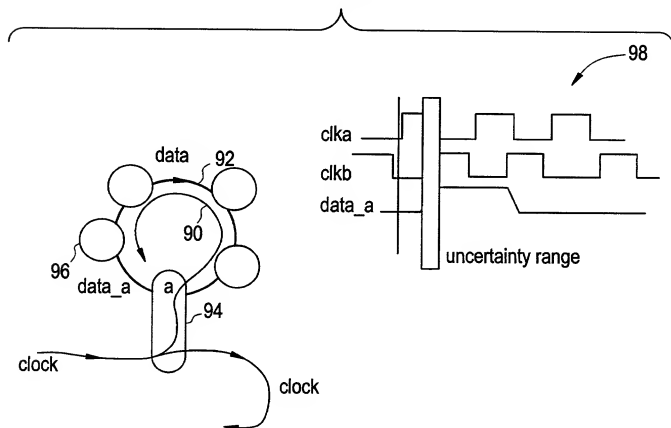 98
clka
clkb
data_a
uncertainty range
data
92
90
96
data_a
a
94
clock
clock